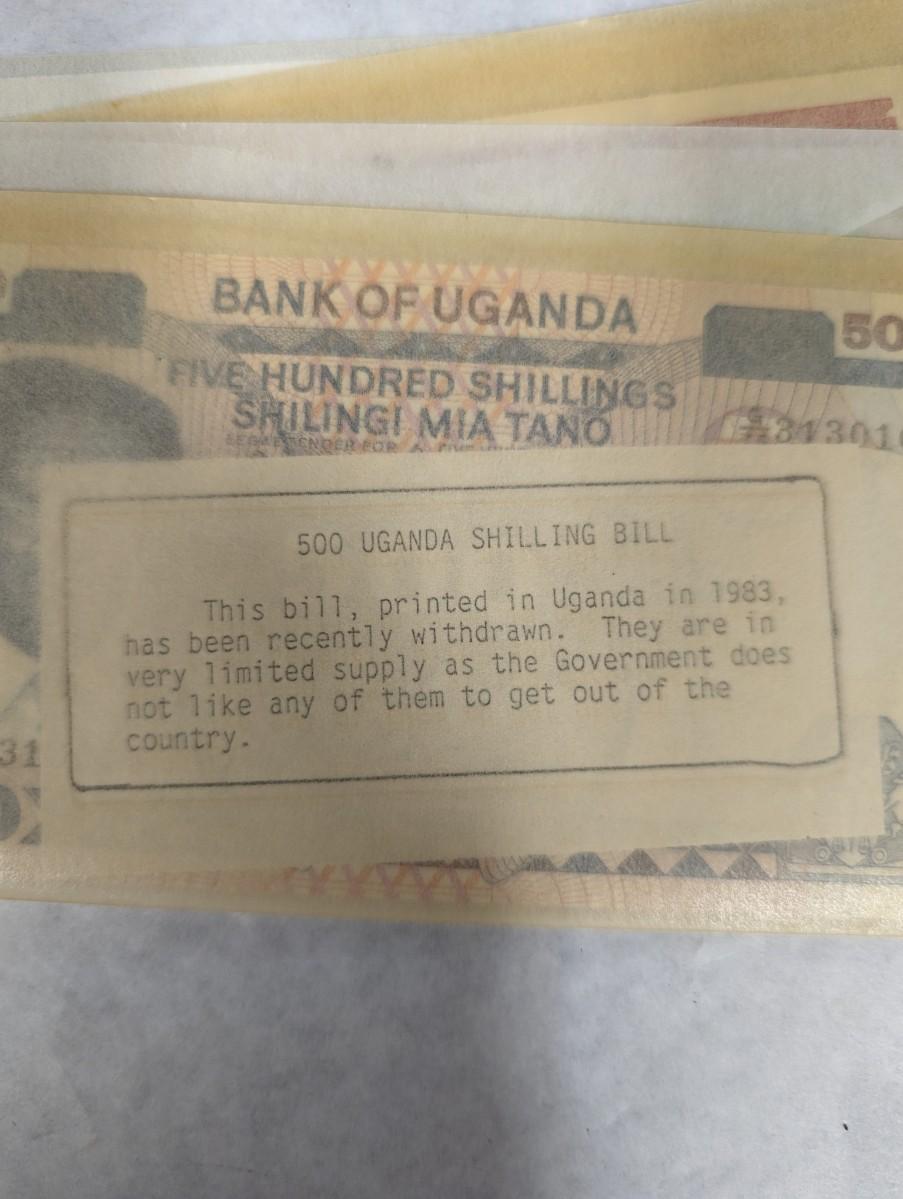 BANK OF UGANDA
50
FIVE HUNDRED SHILLINGS
SHILINGI MIA TANO
31301
500 UGANDA SHILLING BILL
This bill, printed in Uganda in 1983,
has been recently withdrawn. They are in
very limited supply as the Government does
not like any of them to get out of the
country.
31